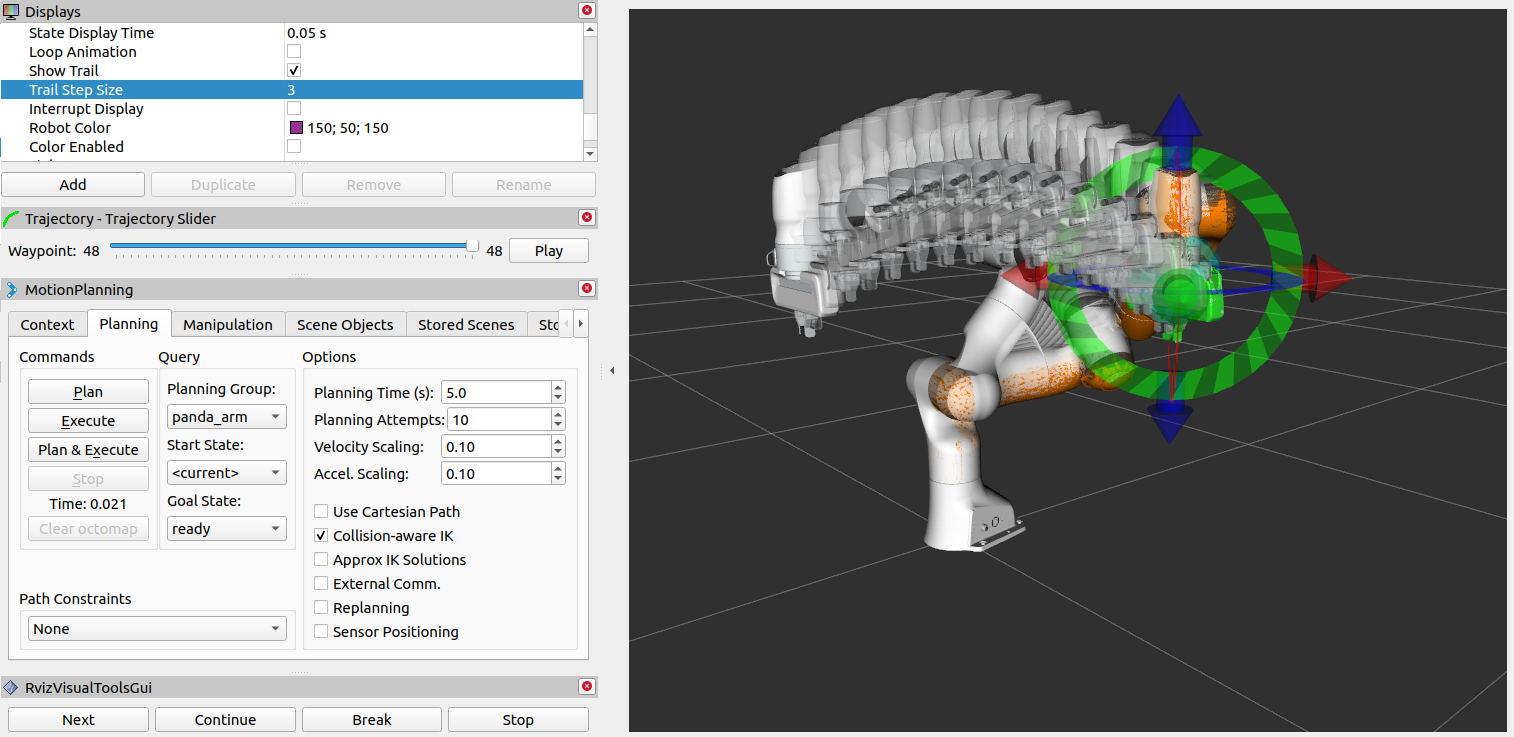 Displays
State Display Time 0.05 s
Loop Animation
Show Trail
Trail Step Size 3
Interrupt Display
Robot Color 150; 50; 150
Color Enabled
Add Duplicate Remove Rename
Trajectory - Trajectory Slider
Waypoint: 48 48 Play
MotionPlanning
Context Planning Manipulation Scene Objects Stored Scenes Sto
Commands Query Options
Plan
Execute
Plan & Execute
Stop
Time: 0.021
Clear octomap
Planning Group:
panda_arm
Start State:
<current>
Goal State:
ready
Planning Time (s): 5.0
Planning Attempts: 10
Velocity Scaling: 0.10
Accel. Scaling: 0.10
Use Cartesian Path
Collision-aware IK
Approx IK Solutions
External Comm.
Replanning
Sensor Positioning
Path Constraints
None
RvizVisualToolsGui
Next Continue Break Stop